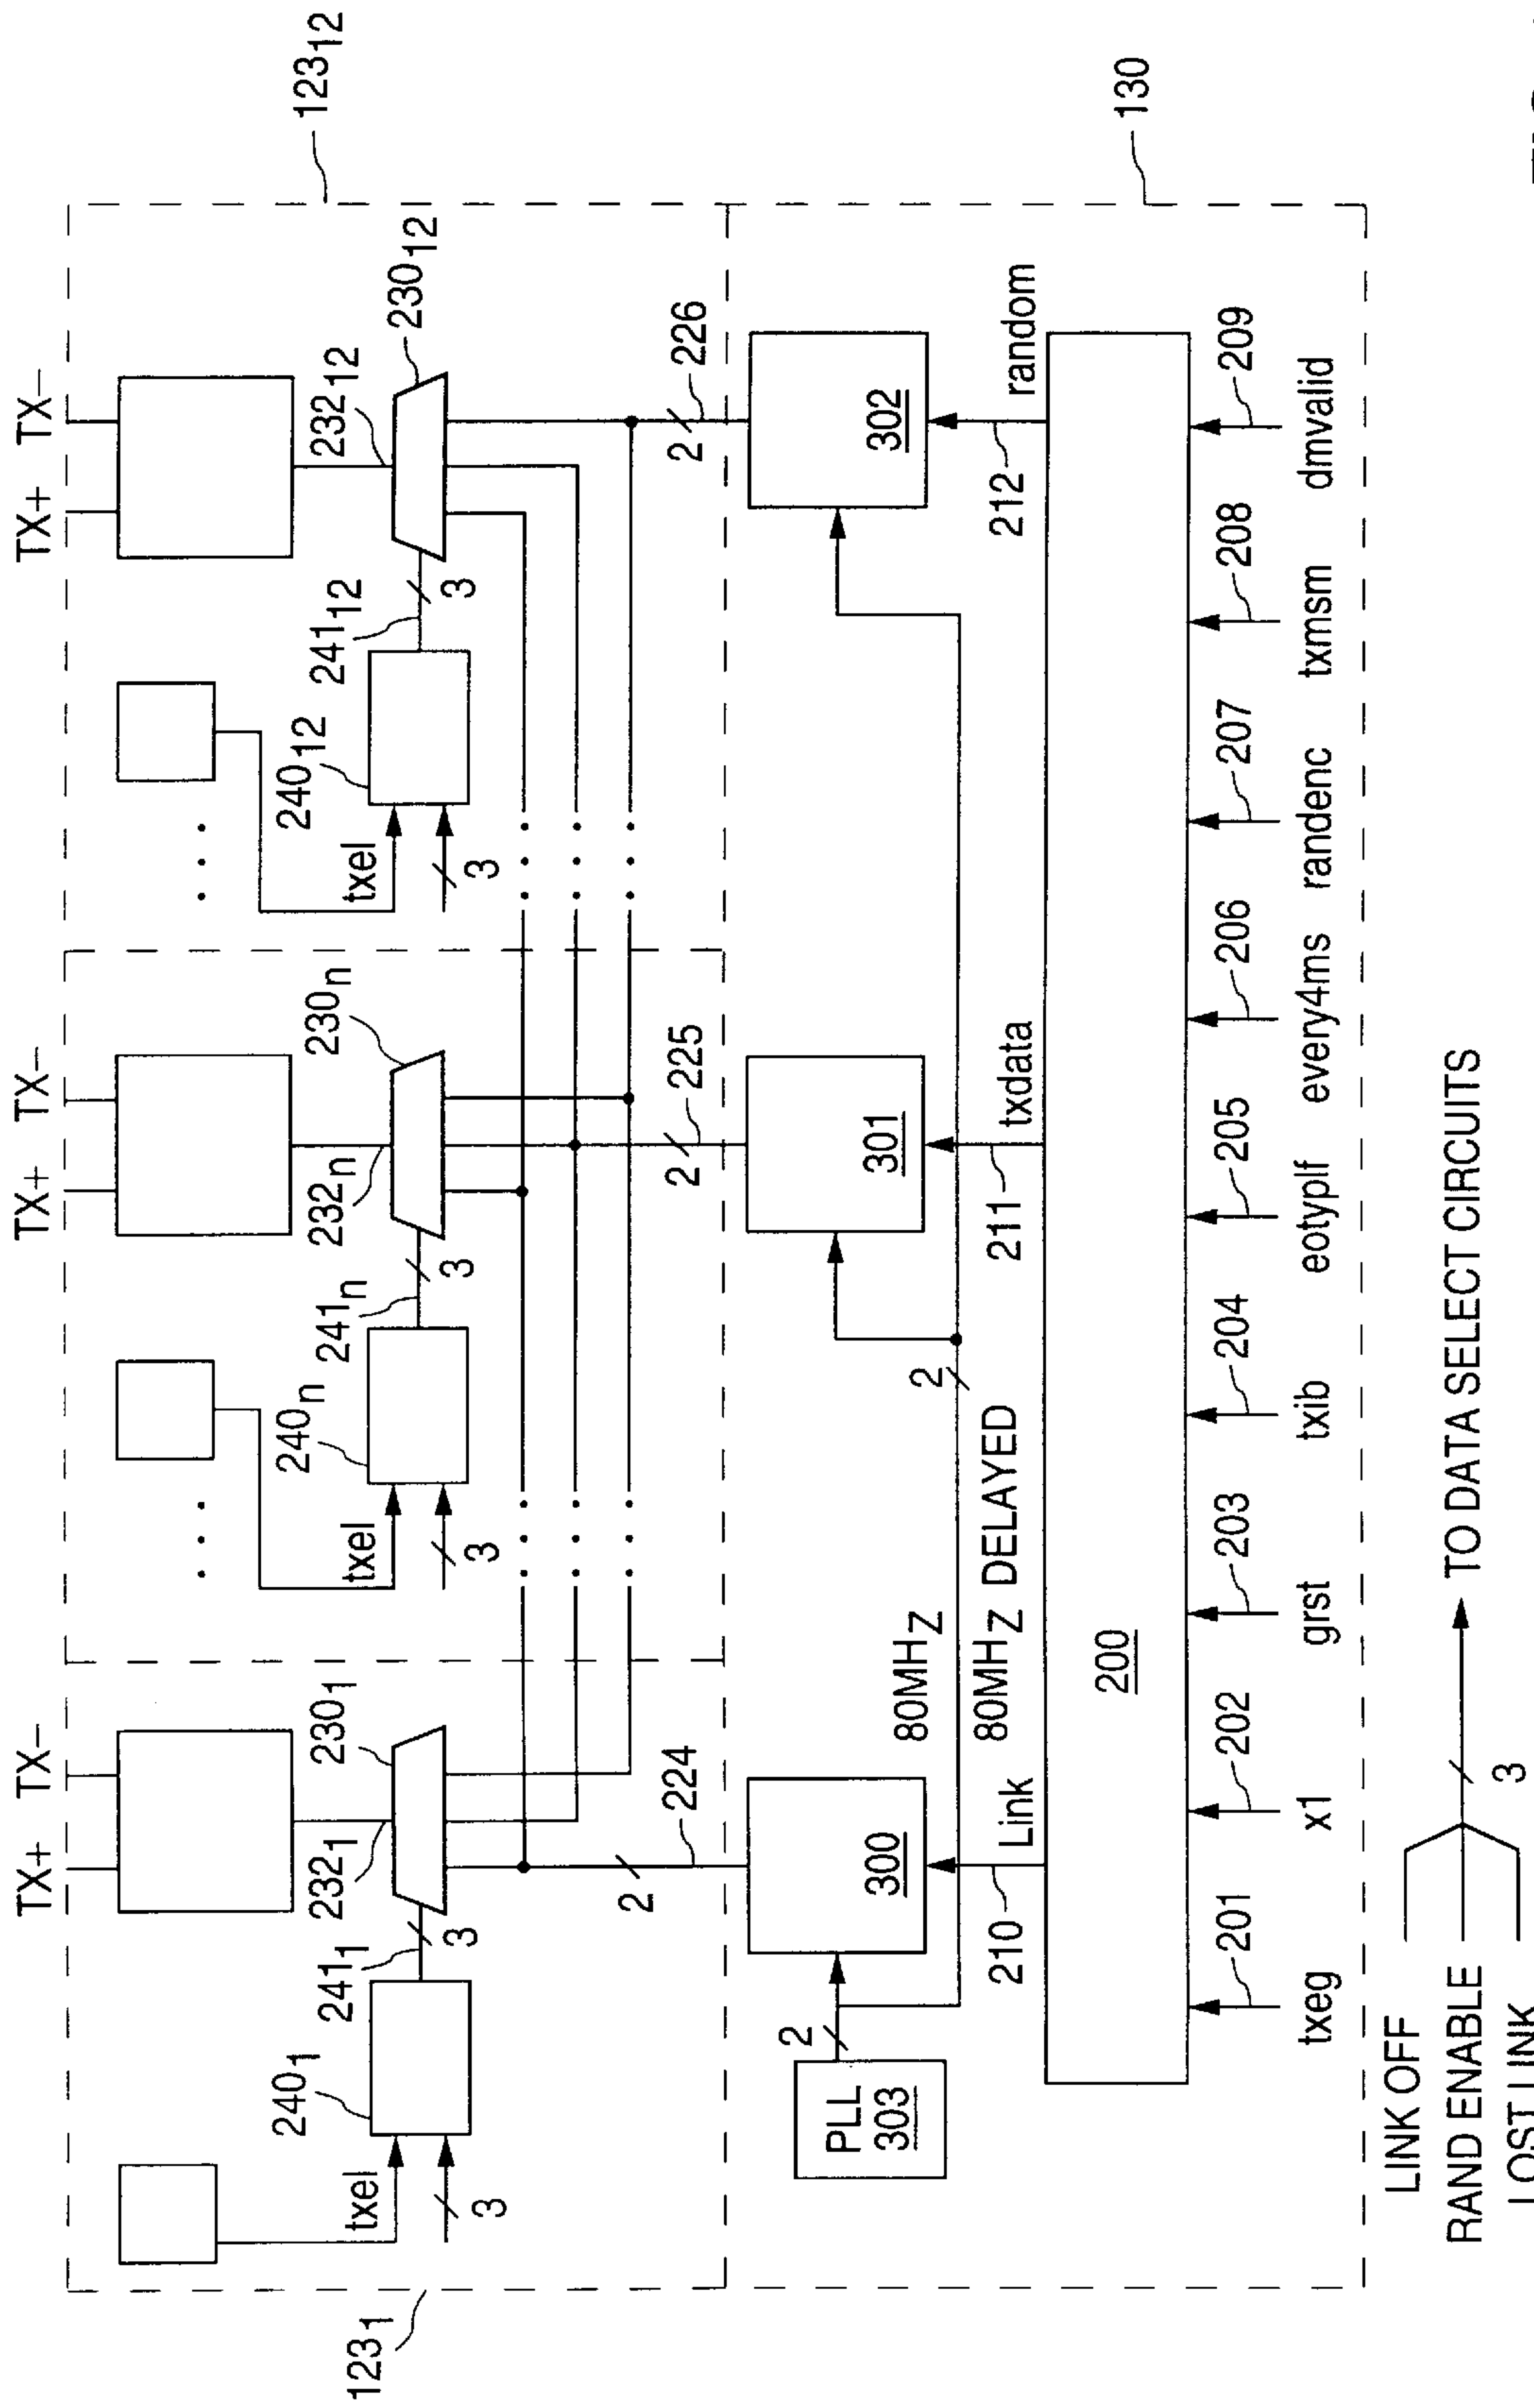 TX+ TX− TX+ TX− TX+ TX−
123₁₂
232₁ 230₁ 232ₙ 230ₙ 232₁₂ 230₁₂
240₁ 241₁ 240ₙ 241ₙ 240₁₂ 241₁₂
3 3 3
txel txel txel
3 3 3
123₁
2 224 2 225 2 226
PLL
303
2
300
301
302
80MHZ
80MHZ DELAYED
2
210 Link 211 txdata 212 random
130
200
201 202 203 204 205 206 207 208 209
txeg x1 grst txib eotyplf every4ms randenc txmsm dmvalid
LINK OFF
RAND ENABLE
LOST LINK
3
TO DATA SELECT CIRCUITS